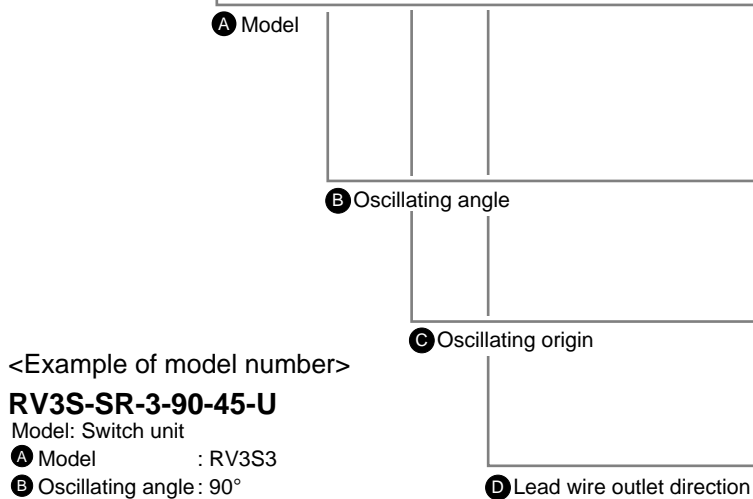 A Model
B Oscillating angle
C Oscillating origin
<Example of model number>
RV3S-SR-3-90-45-U
Model: Switch unit
A Model : RV3S3
B Oscillating angle : 90°
D Lead wire outlet direction